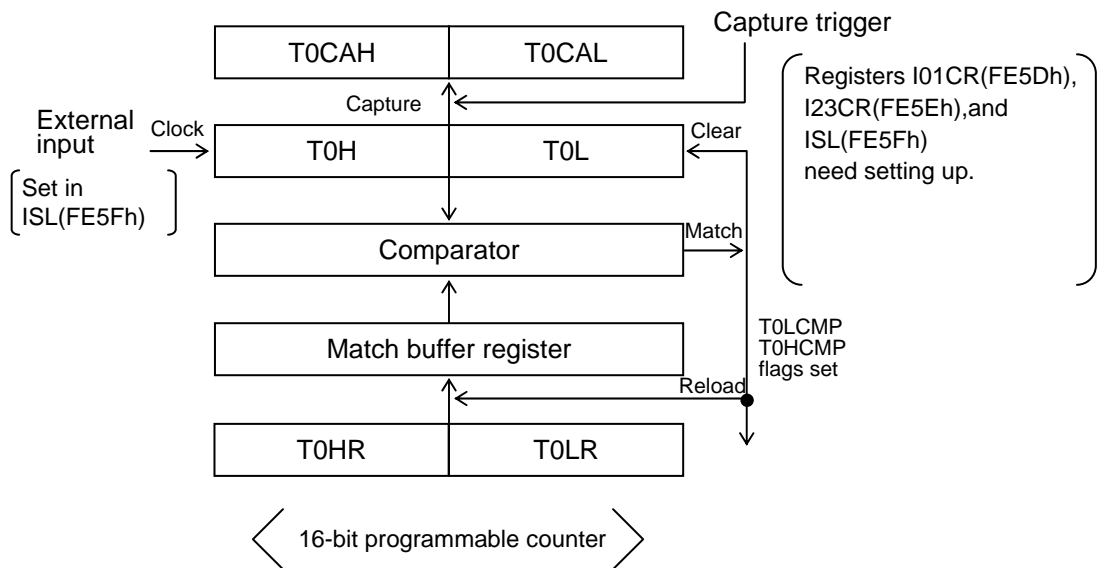 Capture trigger
T0CAH
T0CAL
Registers I01CR(FE5Dh),
I23CR(FE5Eh),and
ISL(FE5Fh)
need setting up.
Capture
External
input
Clock
Clear
T0H
T0L
Set in
ISL(FE5Fh)
Match
Comparator
T0LCMP
T0HCMP
flags set
Match buffer register
Reload
T0HR
T0LR
16-bit programmable counter